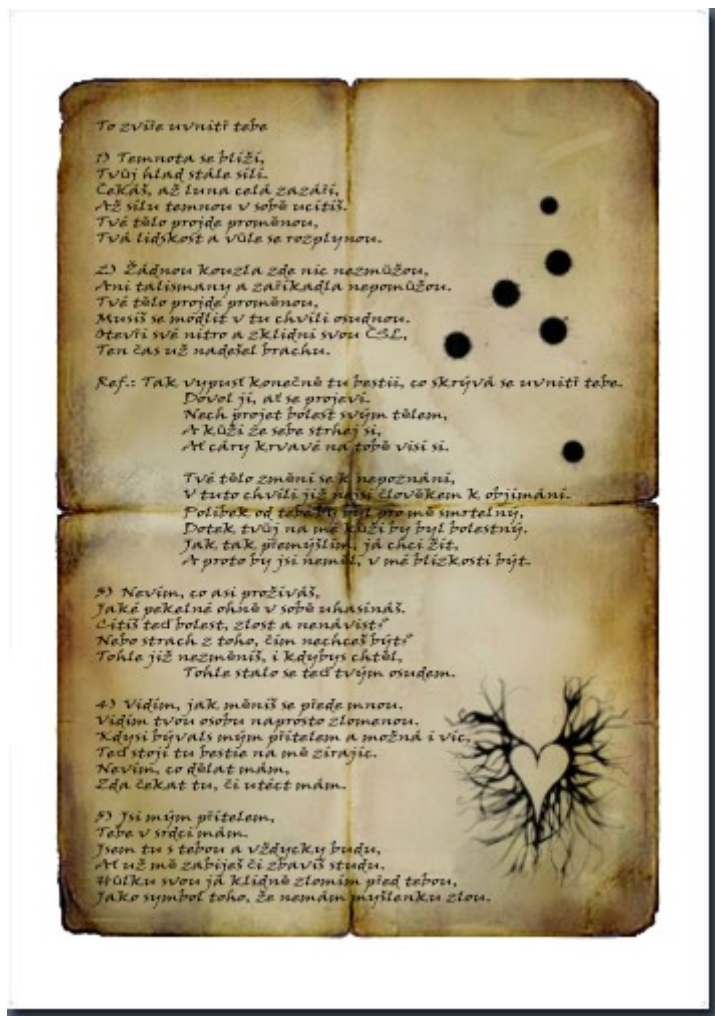 To zvíře uvnitř tebe
1) Temnota se blíží,
Tvůj hlad stále sílí.
Čekáš, až luna celá zazáří,
Až sílu temnou v sobě ucítíš.
Tvé tělo projde proměnou,
Tvá lidskost a vůle se rozplynou.
2) Žádnou kouzla zde nic nezmůžou,
Ani talismany a zaříkadla nepomůžou.
Tvé tělo projde proměnou,
Musíš se modlit v tu chvíli osudnou.
Otevři své nitro a zklidni svou ČSL,
Ten čas už nadešel brachu.
Ref.: Tak vypusť konečně tu bestii, co skrývá se uvnitř tebe.
Dovol jí, ať se projeví.
Nech projet bolest svým tělem,
A kůži ze sebe strhej si,
Ať cáry krvavé na tobě visí si.
Tvé tělo změní se k nepoznání,
V tuto chvíli již nejsi člověkem k objímání.
Polibek od tebe by byl pro mě smrtelný,
Dotek tvůj na mé kůži by byl bolestný.
Jak tak přemýšlím, já chci žít,
A proto by jsi neměl, v mé blízkosti být.
3) Nevím, co asi prožíváš,
Jaké pekelné ohně v sobě uhasínáš.
Cítíš teď bolest, zlost a nenávist?
Nebo strach z toho, čím nechceš být?
Tohle již nezměníš, i kdybys chtěl,
Tohle stalo se teď tvým osudem.
4) Vidím, jak měníš se přede mnou.
Vidím tvou osobu naprosto zlomenou.
Kdysi bývals mým přítelem a možná i víc,
Teď stojí tu bestie na mě zírajíc.
Nevím, co dělat mám,
Zda čekat tu, či utéct mám.
5) Jsi mým přítelem,
Tebe v srdci mám.
Jsem tu s tebou a vždycky budu,
Ať už mě zabiješ či zbavíš studu.
Hůlku svou já klidně zlomím před tebou,
Jako symbol toho, že nemám myšlenku zlou.